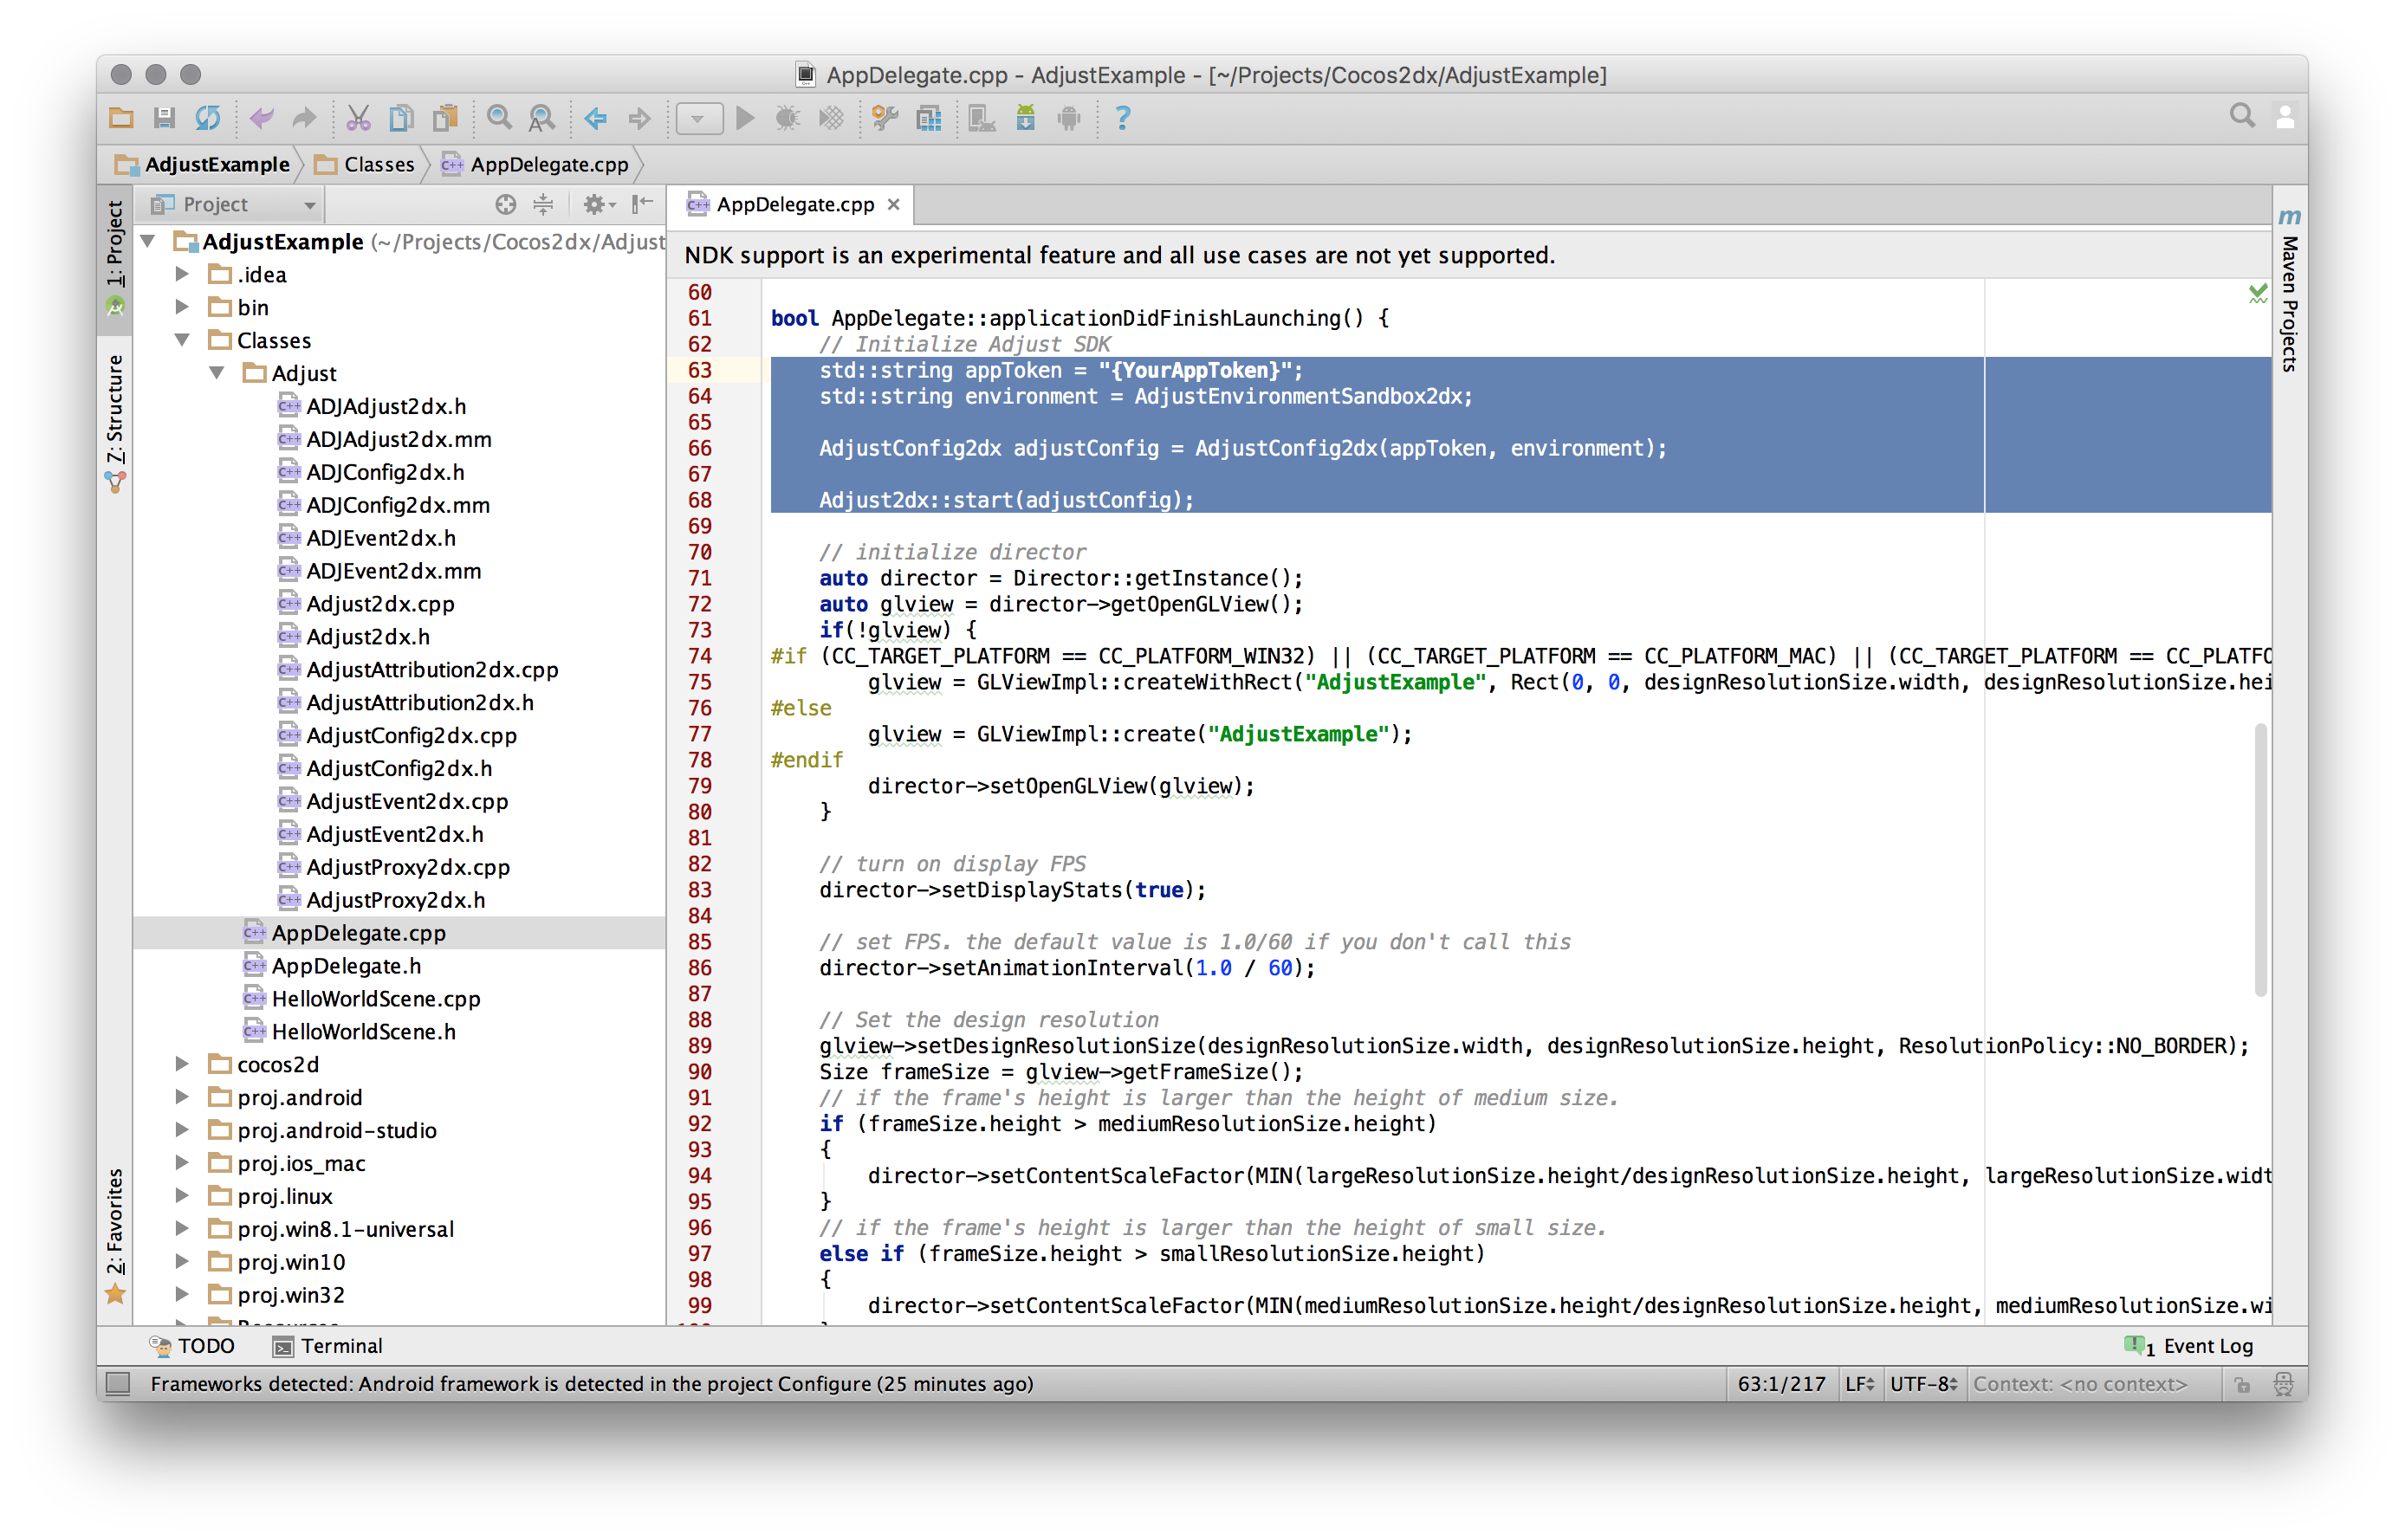 AppDelegate.cpp - AdjustExample - [~/Projects/Cocos2dx/AdjustExample]
AdjustExample Classes AppDelegate.cpp
1: Project
7: Structure
2: Favorites
Project
AdjustExample (~/Projects/Cocos2dx/Adjust
.idea
bin
Classes
Adjust
ADJAdjust2dx.h
ADJAdjust2dx.mm
ADJConfig2dx.h
ADJConfig2dx.mm
ADJEvent2dx.h
ADJEvent2dx.mm
Adjust2dx.cpp
Adjust2dx.h
AdjustAttribution2dx.cpp
AdjustAttribution2dx.h
AdjustConfig2dx.cpp
AdjustConfig2dx.h
AdjustEvent2dx.cpp
AdjustEvent2dx.h
AdjustProxy2dx.cpp
AdjustProxy2dx.h
AppDelegate.cpp
AppDelegate.h
HelloWorldScene.cpp
HelloWorldScene.h
cocos2d
proj.android
proj.android-studio
proj.ios_mac
proj.linux
proj.win8.1-universal
proj.win10
proj.win32
AppDelegate.cpp
NDK support is an experimental feature and all use cases are not yet supported.
60
61 bool AppDelegate::applicationDidFinishLaunching() {
62 // Initialize Adjust SDK
63 std::string appToken = "{YourAppToken}";
64 std::string environment = AdjustEnvironmentSandbox2dx;
65
66 AdjustConfig2dx adjustConfig = AdjustConfig2dx(appToken, environment);
67
68 Adjust2dx::start(adjustConfig);
69
70 // initialize director
71 auto director = Director::getInstance();
72 auto glview = director->getOpenGLView();
73 if(!glview) {
74 #if (CC_TARGET_PLATFORM == CC_PLATFORM_WIN32) || (CC_TARGET_PLATFORM == CC_PLATFORM_MAC) || (CC_TARGET_PLATFORM == CC_PLATFO
75 glview = GLViewImpl::createWithRect("AdjustExample", Rect(0, 0, designResolutionSize.width, designResolutionSize.hei
76 #else
77 glview = GLViewImpl::create("AdjustExample");
78 #endif
79 director->setOpenGLView(glview);
80 }
81
82 // turn on display FPS
83 director->setDisplayStats(true);
84
85 // set FPS. the default value is 1.0/60 if you don't call this
86 director->setAnimationInterval(1.0 / 60);
87
88 // Set the design resolution
89 glview->setDesignResolutionSize(designResolutionSize.width, designResolutionSize.height, ResolutionPolicy::NO_BORDER);
90 Size frameSize = glview->getFrameSize();
91 // if the frame's height is larger than the height of medium size.
92 if (frameSize.height > mediumResolutionSize.height)
93 {
94 director->setContentScaleFactor(MIN(largeResolutionSize.height/designResolutionSize.height, largeResolutionSize.widt
95 }
96 // if the frame's height is larger than the height of small size.
97 else if (frameSize.height > smallResolutionSize.height)
98 {
99 director->setContentScaleFactor(MIN(mediumResolutionSize.height/designResolutionSize.height, mediumResolutionSize.wi
m Maven Projects
TODO Terminal 1 Event Log
Frameworks detected: Android framework is detected in the project Configure (25 minutes ago) 63:1/217 LF UTF-8 Context: <no context>